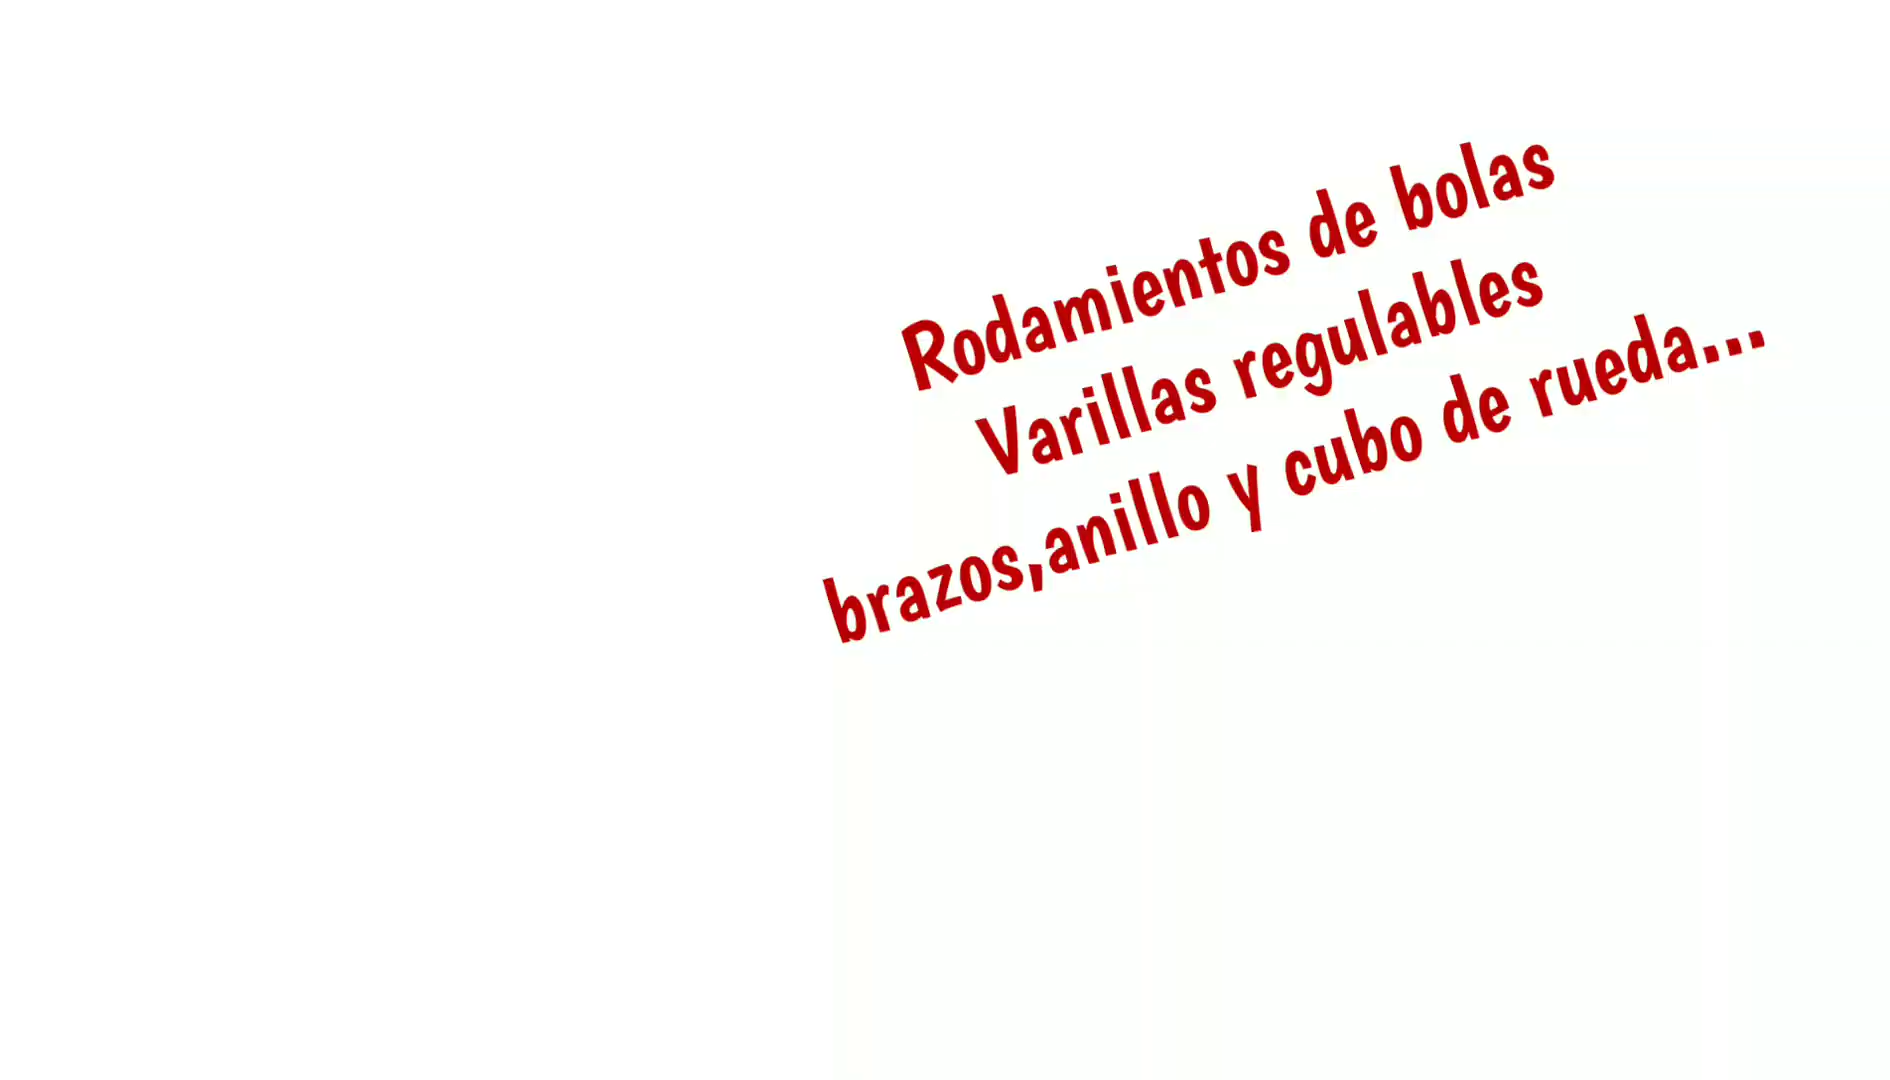 Rodamientos de bolas
Varillas regulables
brazos,anillo y cubo de rueda...